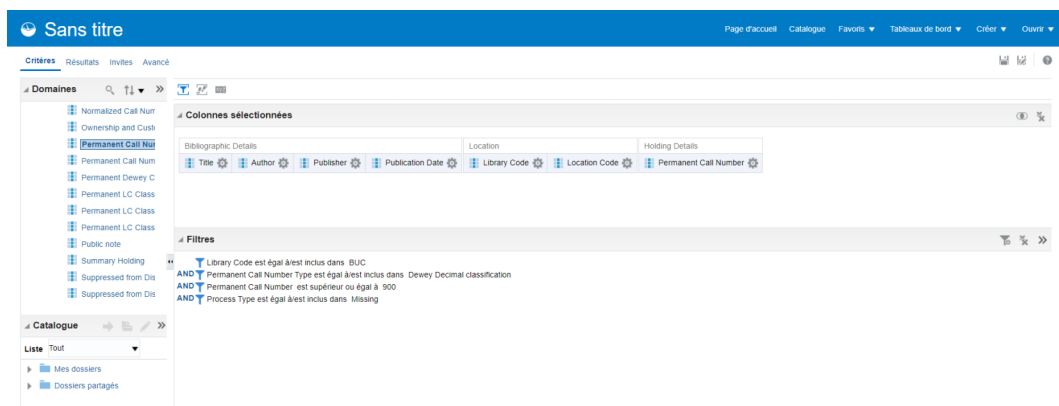 Sans titre
Page d'accueil Catalogue Favoris Tableaux de bord Créer Ouvrir
Critères Résultats Invites Avancé
Domaines
Normalized Call Num
Ownership and Custo
Permanent Call Nur
Permanent Call Num
Permanent Dewey C
Permanent LC Class
Permanent LC Class
Permanent LC Class
Public note
Summary Holding
Suppressed from Dis
Suppressed from Dis
Catalogue
Liste Tout
Mes dossiers
Dossiers partagés
Colonnes sélectionnées
Bibliographic Details Location Holding Details
Title Author Publisher Publication Date Library Code Location Code Permanent Call Number
Filtres
Library Code est égal à/est inclus dans BUC
AND Permanent Call Number Type est égal à/est inclus dans Dewey Decimal classification
AND Permanent Call Number est supérieur ou égal à 900
AND Process Type est égal à/est inclus dans Missing